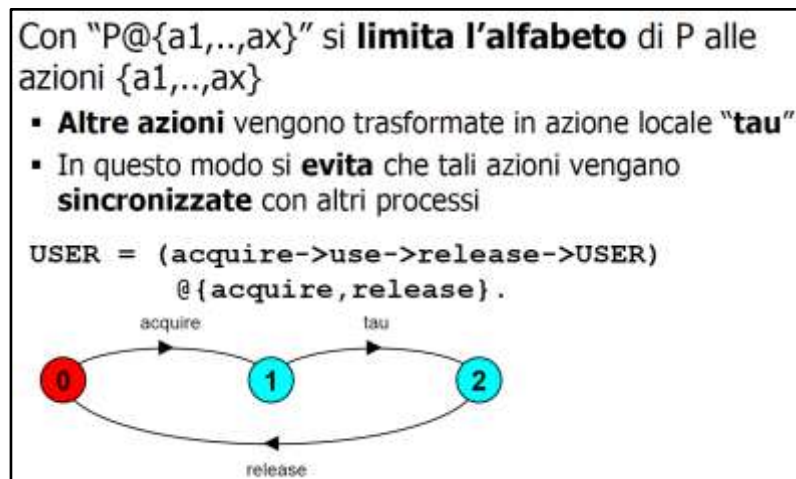 Con “P@{a1,..,ax}” si limita l’alfabeto di P alle
azioni {a1,..,ax}
▪ Altre azioni vengono trasformate in azione locale “tau”
▪ In questo modo si evita che tali azioni vengano
sincronizzate con altri processi
USER = (acquire->use->release->USER)
@{acquire,release}.
acquire
tau
0
1
2
release